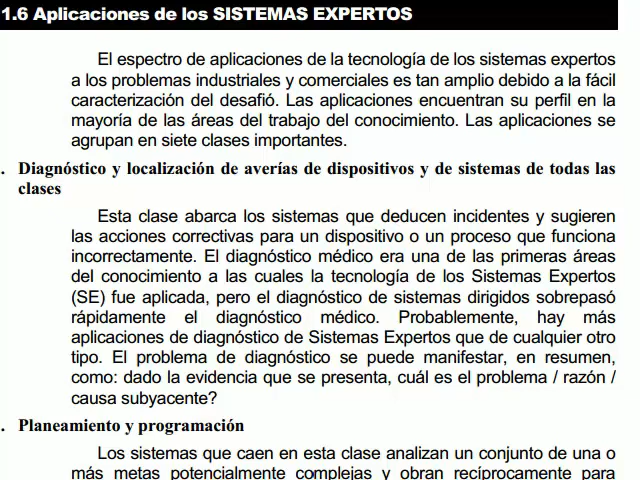 1.6 Aplicaciones de los SISTEMAS EXPERTOS
El espectro de aplicaciones de la tecnología de los sistemas expertos
a los problemas industriales y comerciales es tan amplio debido a la fácil
caracterización del desafió. Las aplicaciones encuentran su perfil en la
mayoría de las áreas del trabajo del conocimiento. Las aplicaciones se
agrupan en siete clases importantes.
. Diagnóstico y localización de averías de dispositivos y de sistemas de todas las
clases
Esta clase abarca los sistemas que deducen incidentes y sugieren
las acciones correctivas para un dispositivo o un proceso que funciona
incorrectamente. El diagnóstico médico era una de las primeras áreas
del conocimiento a las cuales la tecnología de los Sistemas Expertos
(SE) fue aplicada, pero el diagnóstico de sistemas dirigidos sobrepasó
rápidamente el diagnóstico médico. Probablemente, hay más
aplicaciones de diagnóstico de Sistemas Expertos que de cualquier otro
tipo. El problema de diagnóstico se puede manifestar, en resumen,
como: dado la evidencia que se presenta, cuál es el problema / razón /
causa subyacente?
. Planeamiento y programación
Los sistemas que caen en esta clase analizan un conjunto de una o
más metas potencialmente complejas y obran recíprocamente para